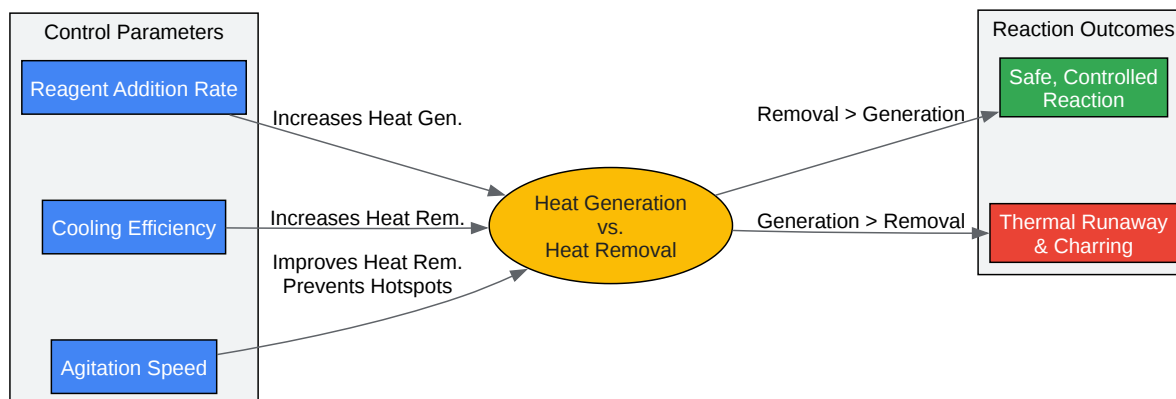 Control Parameters
Reagent Addition Rate
Cooling Efficiency
Agitation Speed
Increases Heat Gen.
Increases Heat Rem.
Improves Heat Rem.
Prevents Hotspots
Heat Generation
vs.
Heat Removal
Removal > Generation
Generation > Removal
Reaction Outcomes
Safe, Controlled
Reaction
Thermal Runaway
& Charring